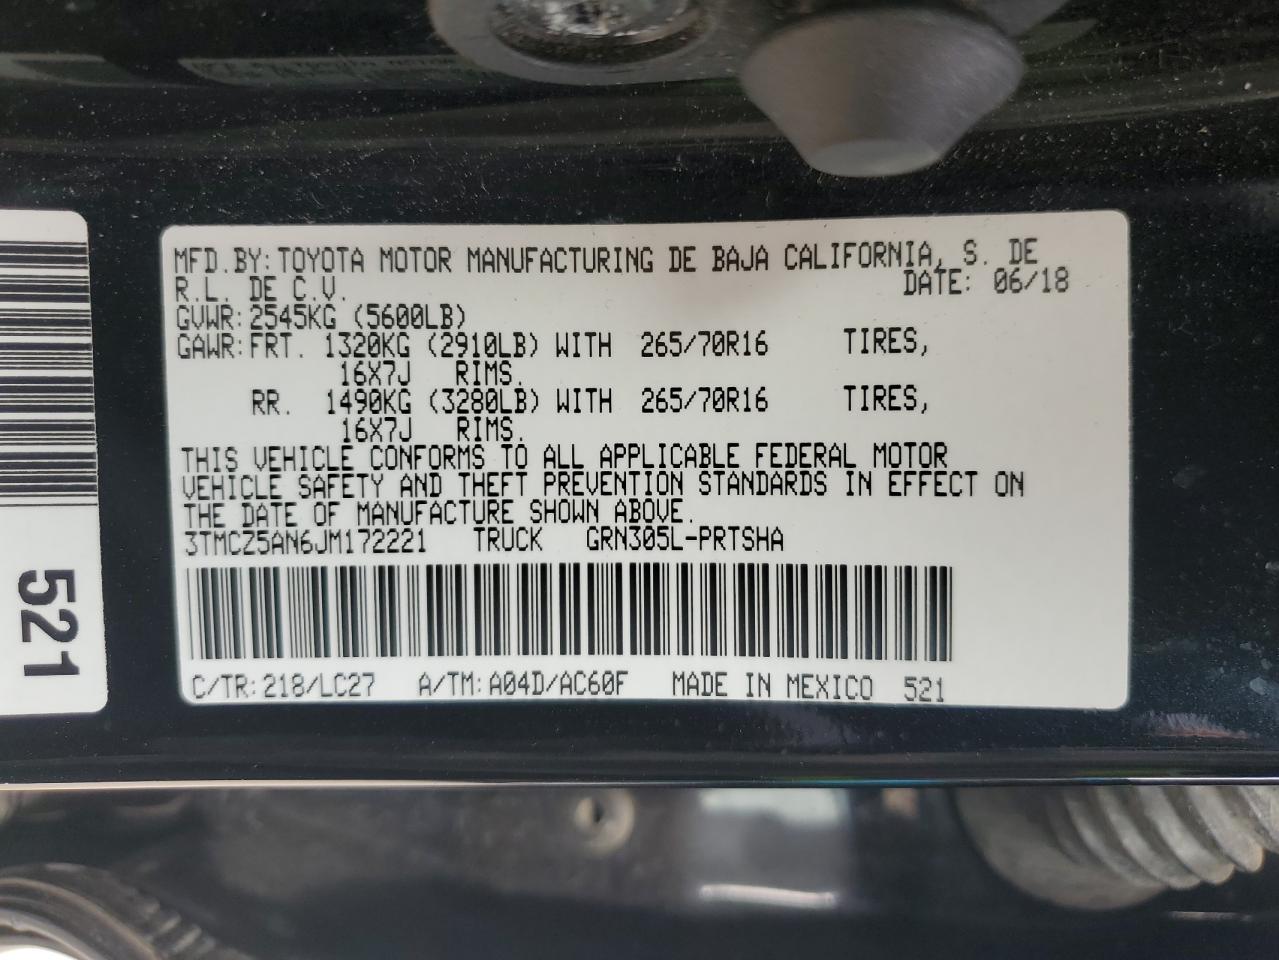 MFD.BY:TOYOTA MOTOR MANUFACTURING DE BAJA CALIFORNIA, S. DE
R.L. DE C.V. DATE: 06/18
GVWR:2545KG (5600LB)
GAWR:FRT. 1320KG (2910LB) WITH 265/70R16 TIRES,
16X7J RIMS.
RR. 1490KG (3280LB) WITH 265/70R16 TIRES,
16X7J RIMS.
THIS VEHICLE CONFORMS TO ALL APPLICABLE FEDERAL MOTOR
VEHICLE SAFETY AND THEFT PREVENTION STANDARDS IN EFFECT ON
THE DATE OF MANUFACTURE SHOWN ABOVE.
3TMCZ5AN6JM172221 TRUCK GRN305L-PRTSHA
C/TR:218/LC27 A/TM:A04D/AC60F MADE IN MEXICO 521
521